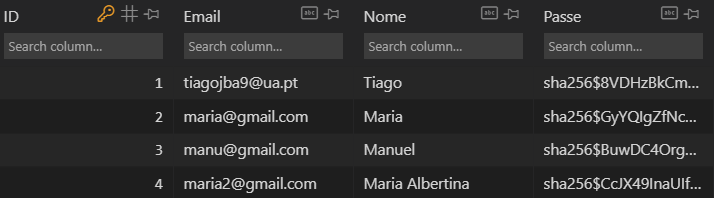 ID Email Nome Passe
Search column... Search column... Search column... Search column...
1 tiagojba9@ua.pt Tiago sha256$8VDHzBkCm...
2 maria@gmail.com Maria sha256$GyYQIgZfNc...
3 manu@gmail.com Manuel sha256$BuwDC4Org...
4 maria2@gmail.com Maria Albertina sha256$CcJX49InaUIf...